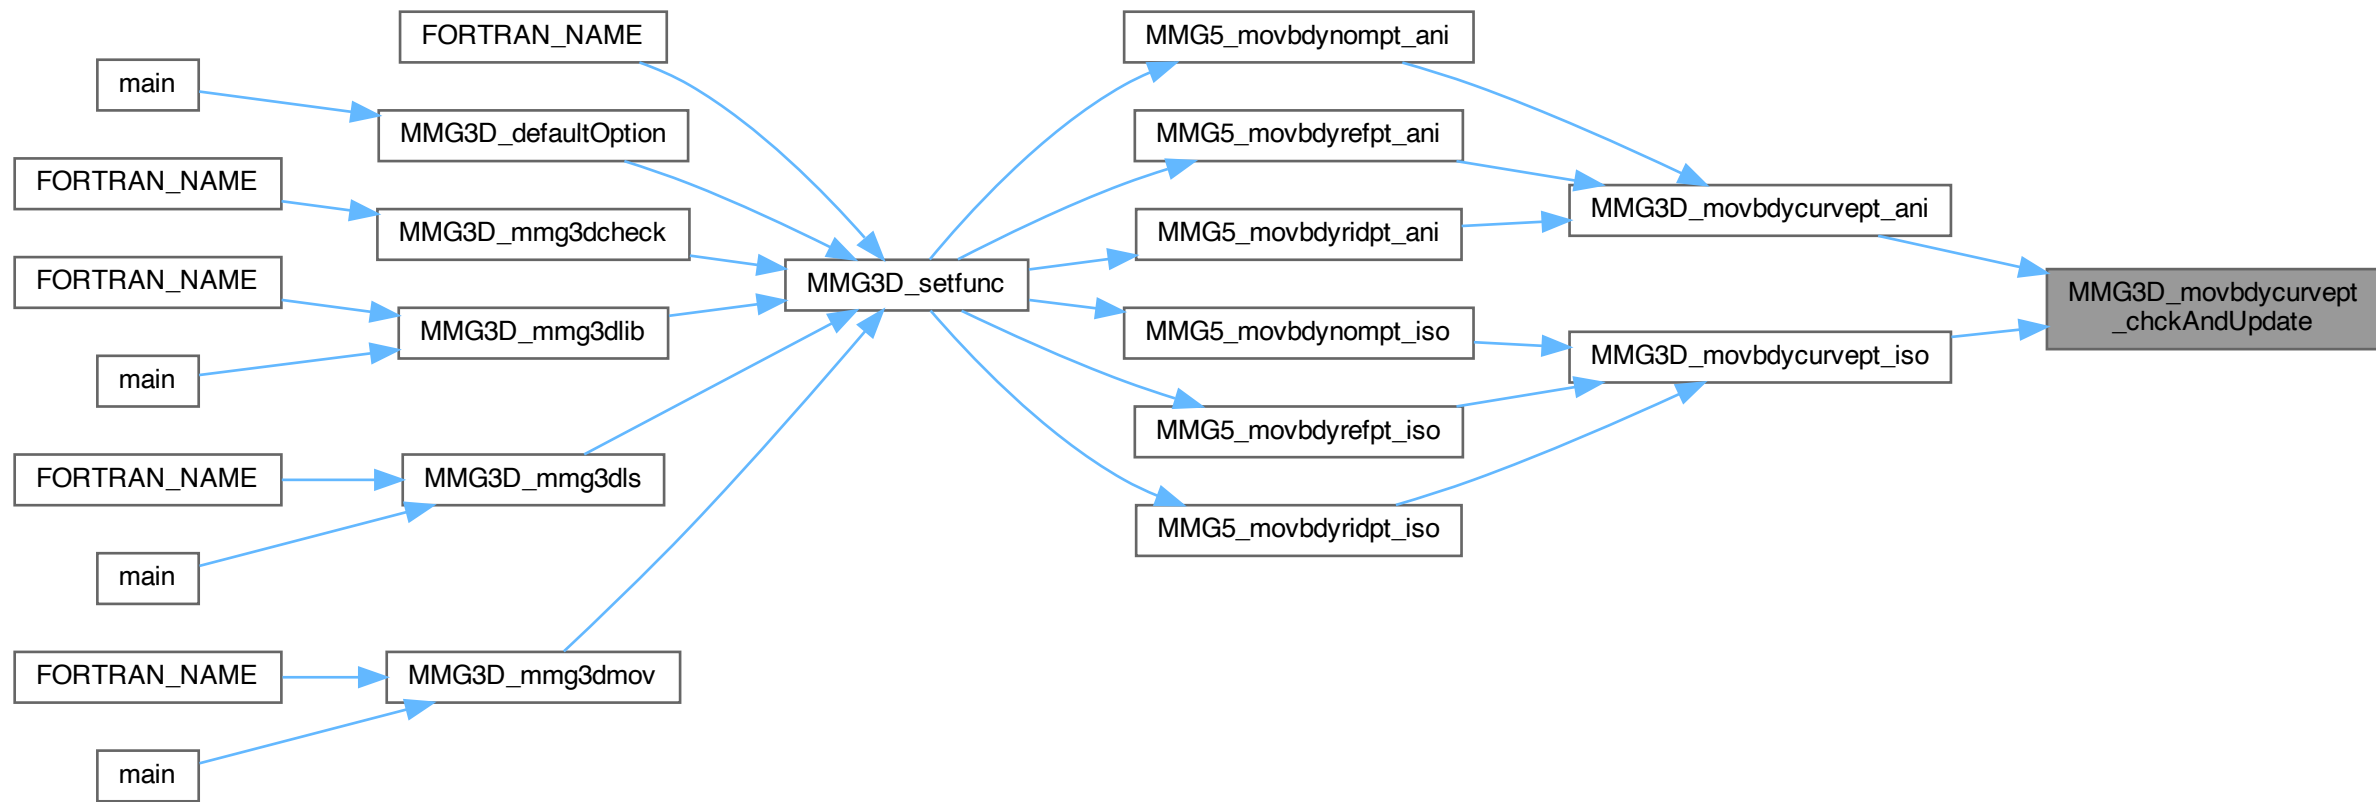 FORTRAN_NAME
main
MMG3D_defaultOption
FORTRAN_NAME
MMG3D_mmg3dcheck
FORTRAN_NAME
MMG3D_mmg3dlib
main
FORTRAN_NAME
MMG3D_mmg3dls
main
FORTRAN_NAME
MMG3D_mmg3dmov
main
MMG3D_setfunc
MMG5_movbdynompt_ani
MMG5_movbdyrefpt_ani
MMG5_movbdyridpt_ani
MMG5_movbdynompt_iso
MMG5_movbdyrefpt_iso
MMG5_movbdyridpt_iso
MMG3D_movbdycurvept_ani
MMG3D_movbdycurvept_iso
MMG3D_movbdycurvept
_chckAndUpdate